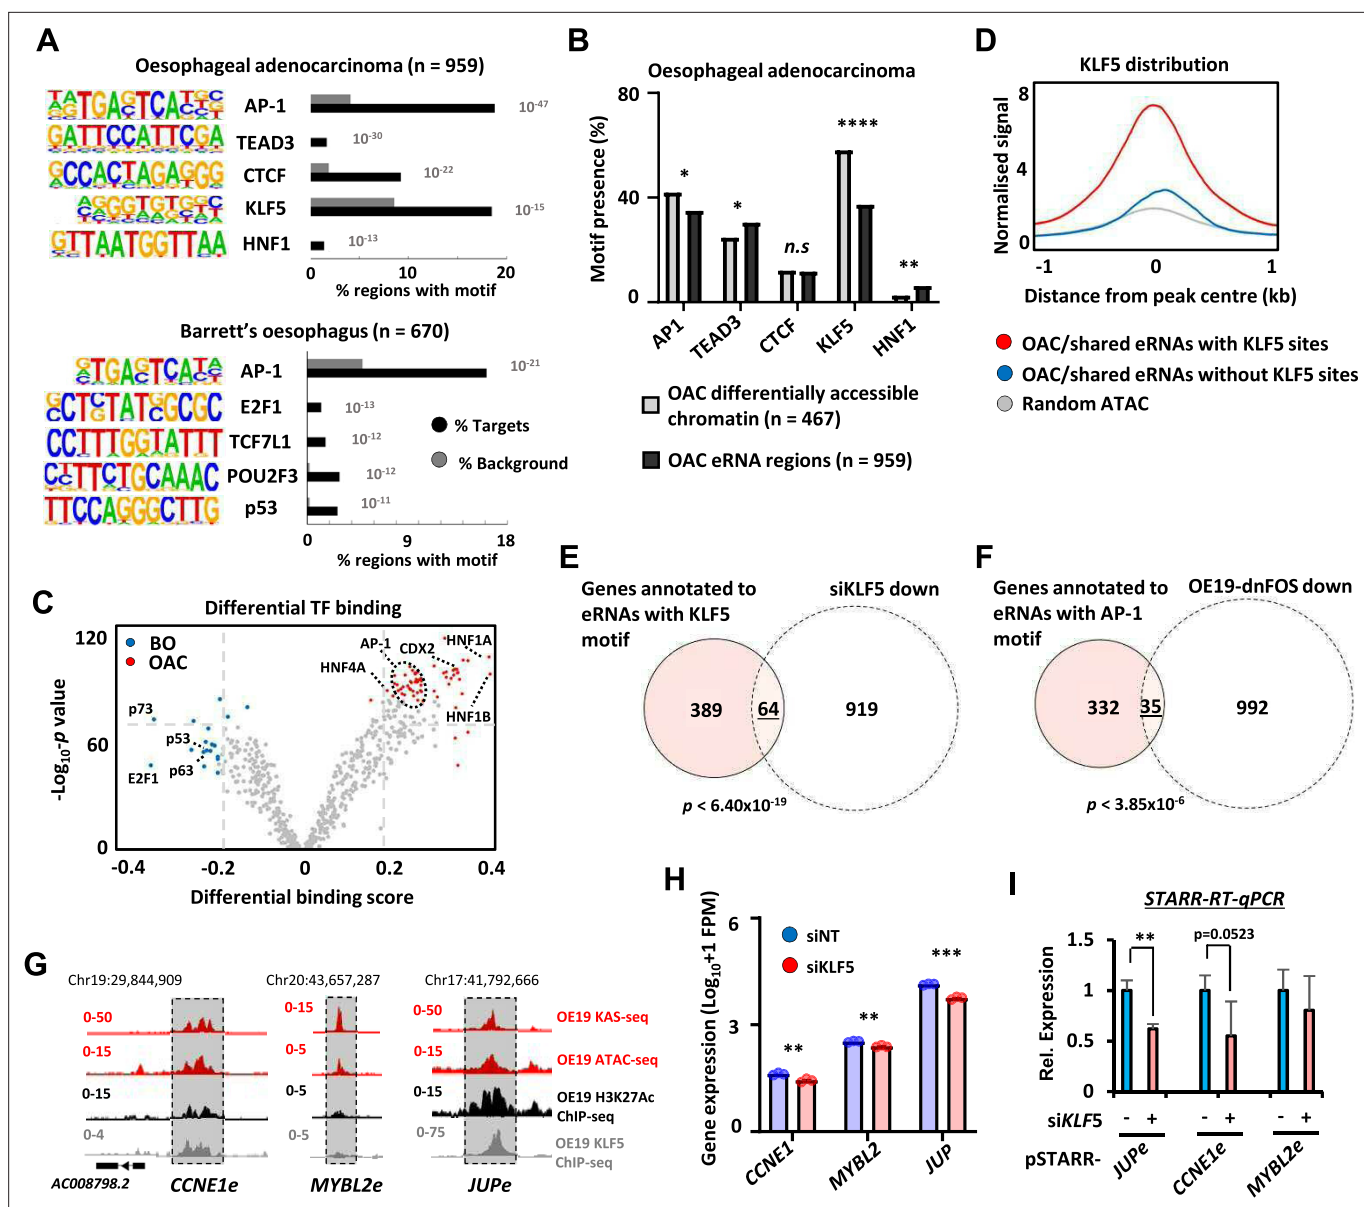 A
Oesophageal adenocarcinoma (n = 959)
AP-1
10-47
TEAD3
10-30
CTCF
10-22
KLF5
10-15
HNF1
10-13
0 10 20
% regions with motif
Barrett's oesophagus (n = 670)
AP-1
10-21
E2F1
10-13
TCF7L1
10-12
POU2F3
10-12
p53
10-11
% Targets
% Background
0 9 18
% regions with motif
B
Oesophageal adenocarcinoma
Motif presence (%)
80
40
0
*
*
n.s
****
**
AP1
TEAD3
CTCF
KLF5
HNF1
OAC differentially accessible
chromatin (n = 467)
OAC eRNA regions (n = 959)
C
Differential TF binding
-Log10-p value
120
60
0
BO
OAC
p73
p53
p63
E2F1
AP-1
HNF4A
CDX2
HNF1A
HNF1B
-0.4 -0.2 0 0.2 0.4
Differential binding score
D
KLF5 distribution
Normalised signal
8
4
0
-1 0 1
Distance from peak centre (kb)
OAC/shared eRNAs with KLF5 sites
OAC/shared eRNAs without KLF5 sites
Random ATAC
E
Genes annotated to
eRNAs with KLF5
motif
siKLF5 down
389
64
919
p < 6.40x10-19
F
Genes annotated to
eRNAs with AP-1
motif
OE19-dnFOS down
332
35
992
p < 3.85x10-6
G
Chr19:29,844,909
Chr20:43,657,287
Chr17:41,792,666
0-50
0-15
0-50
OE19 KAS-seq
0-15
0-5
0-15
OE19 ATAC-seq
0-15
0-5
0-15
OE19 H3K27Ac
ChIP-seq
0-4
0-5
0-75
OE19 KLF5
ChIP-seq
AC008798.2
CCNE1e
MYBL2e
JUPe
H
Gene expression (Log10+1 FPM)
6
3
0
siNT
siKLF5
**
**
***
CCNE1
MYBL2
JUP
I
STARR-RT-qPCR
Rel. Expression
1.5
1
0.5
0
**
p=0.0523
siKLF5
- + - + - +
pSTARR-
JUPe
CCNE1e
MYBL2e